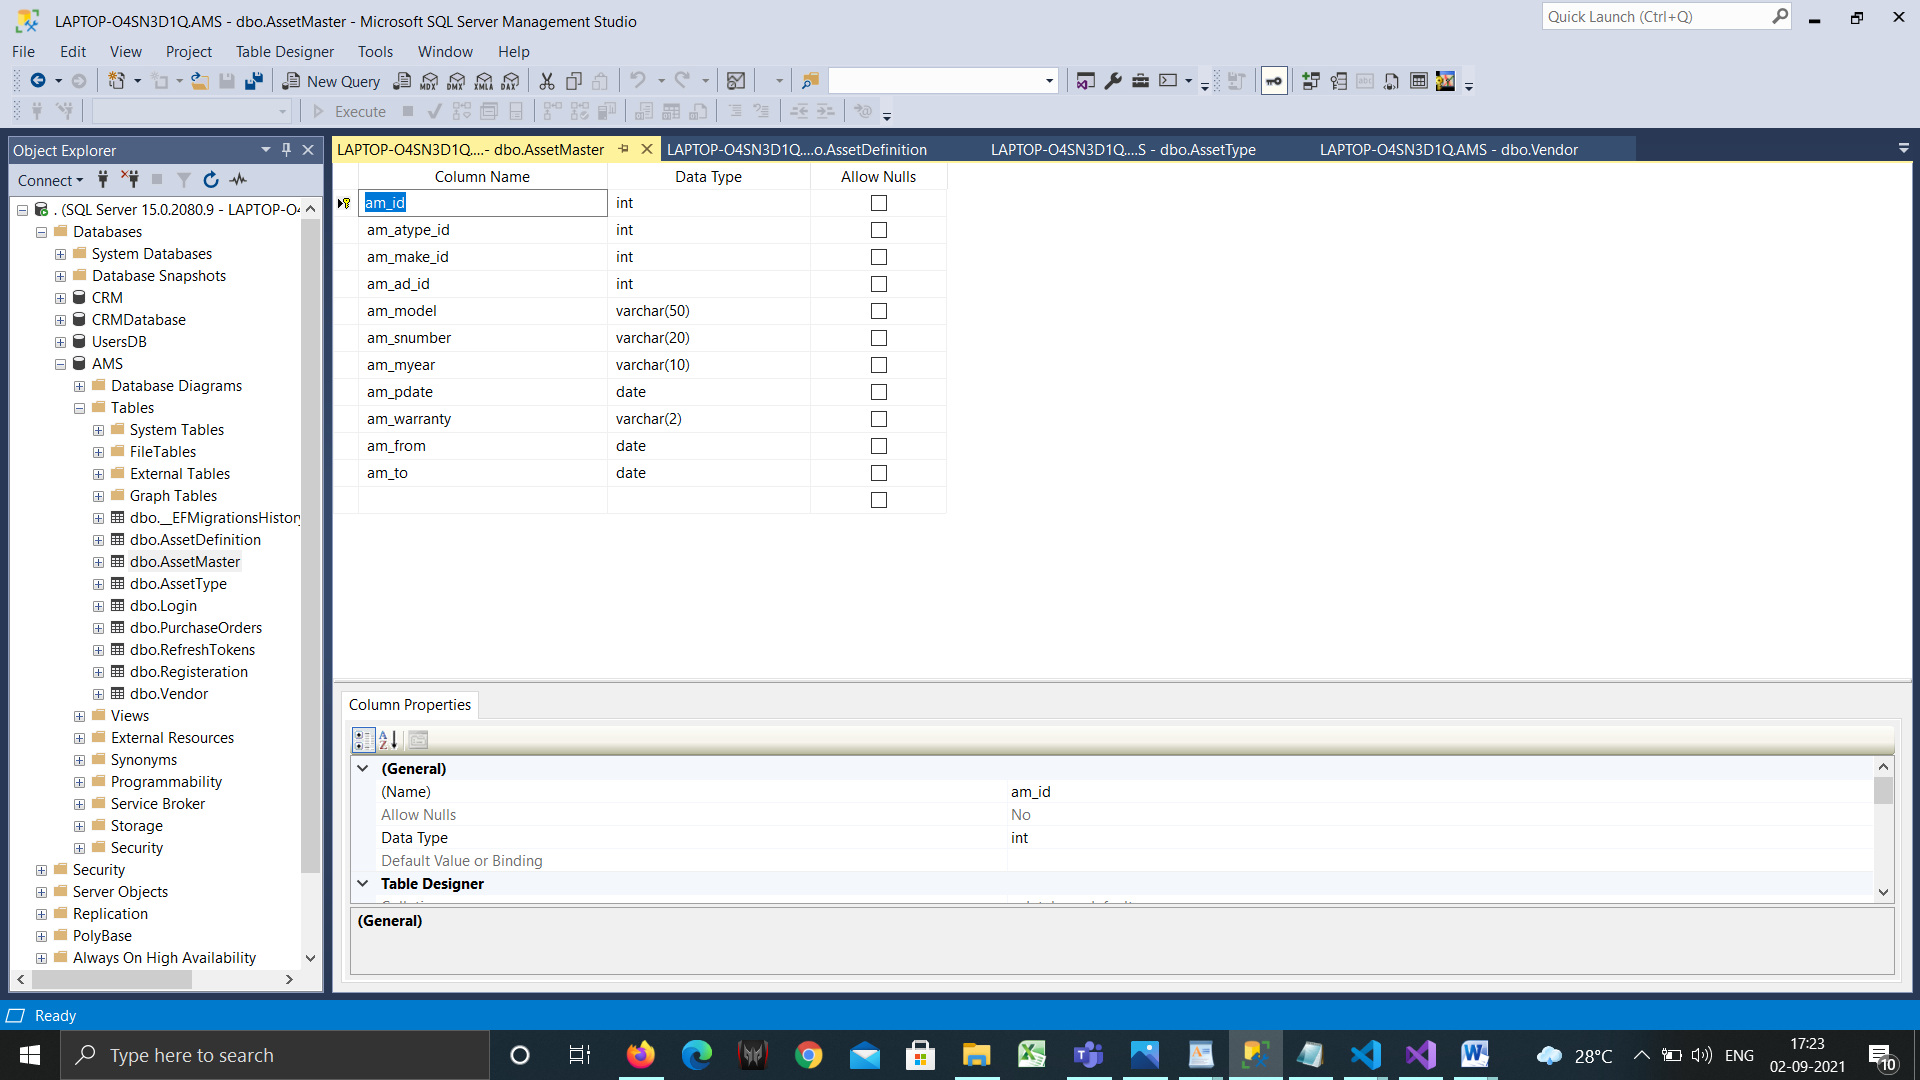 LAPTOP-O4SN3D1Q.AMS - dbo.AssetMaster - Microsoft SQL Server Management Studio
Quick Launch (Ctrl+Q)
File Edit View Project Table Designer Tools Window Help
New Query MDX DMX XMLA DAX
Execute
Object Explorer
Connect
. (SQL Server 15.0.2080.9 - LAPTOP-O4
Databases
System Databases
Database Snapshots
CRM
CRMDatabase
UsersDB
AMS
Database Diagrams
Tables
System Tables
FileTables
External Tables
Graph Tables
dbo.__EFMigrationsHistory
dbo.AssetDefinition
dbo.AssetMaster
dbo.AssetType
dbo.Login
dbo.PurchaseOrders
dbo.RefreshTokens
dbo.Registeration
dbo.Vendor
Views
External Resources
Synonyms
Programmability
Service Broker
Storage
Security
Security
Server Objects
Replication
PolyBase
Always On High Availability
LAPTOP-O4SN3D1Q....- dbo.AssetMaster LAPTOP-O4SN3D1Q....o.AssetDefinition LAPTOP-O4SN3D1Q....S - dbo.AssetType LAPTOP-O4SN3D1Q.AMS - dbo.Vendor
Column Name Data Type Allow Nulls
am_id int
am_atype_id int
am_make_id int
am_ad_id int
am_model varchar(50)
am_snumber varchar(20)
am_myear varchar(10)
am_pdate date
am_warranty varchar(2)
am_from date
am_to date
Column Properties
(General)
(Name) am_id
Allow Nulls No
Data Type int
Default Value or Binding
Table Designer
(General)
Ready
Type here to search
28°C ENG
17:23
02-09-2021
10